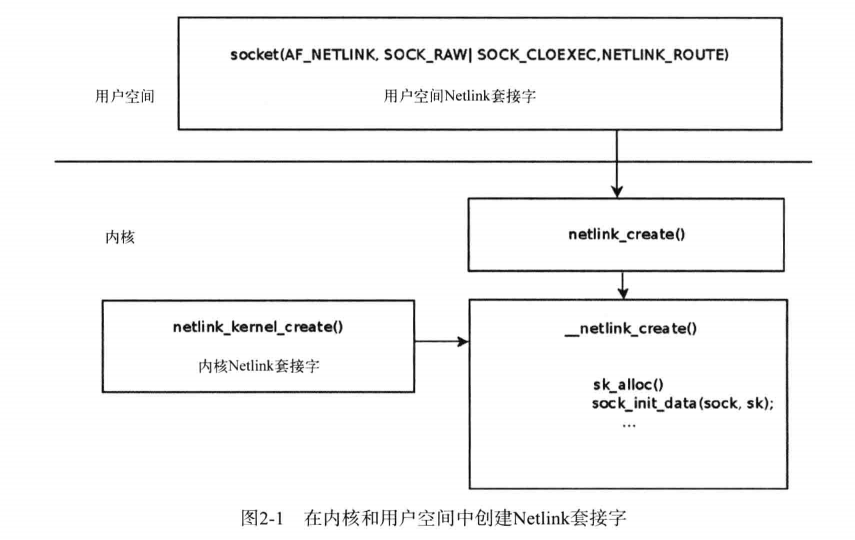 socket(AF_NETLINK, SOCK_RAW| SOCK_CLOEXEC,NETLINK_ROUTE)
用户空间
用户空间Netlink套接字
内核
netlink_create()
netlink_kernel_create()
内核Netlink套接字
__netlink_create()
sk_alloc()
sock_init_data(sock, sk);
...
图2-1 在内核和用户空间中创建Netlink套接字